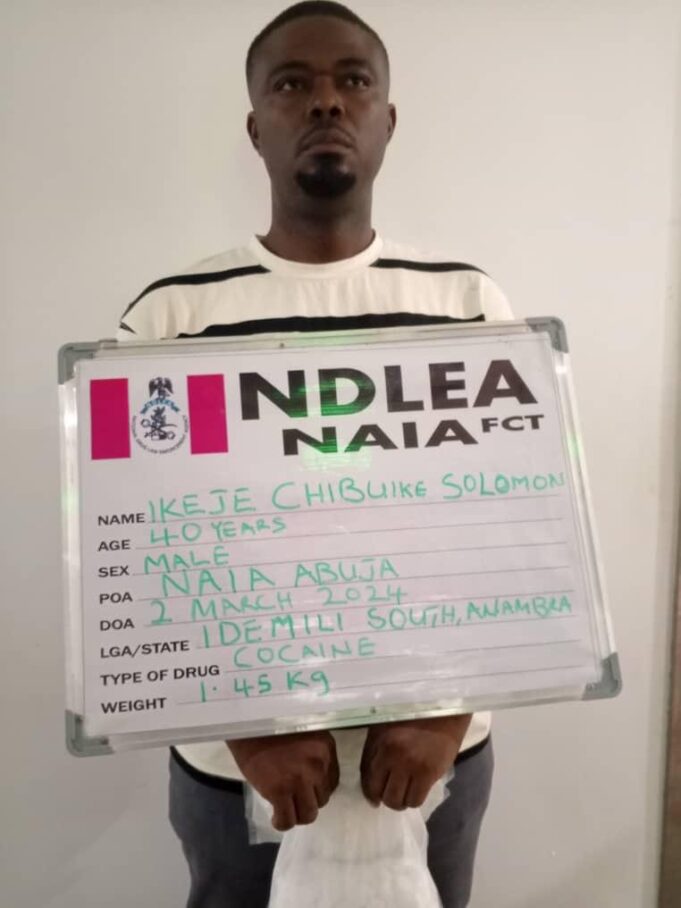 NDLEA
NAIA FCT
NAME IKEJE CHIBUIKE SOLOMON
AGE 40 YEARS
SEX MALE
POA NAIA ABUJA
DOA 2 MARCH 2024
LGA/STATE IDEMILI SOUTH, ANAMBRA
TYPE OF DRUG COCAINE
WEIGHT 1.45 Kg